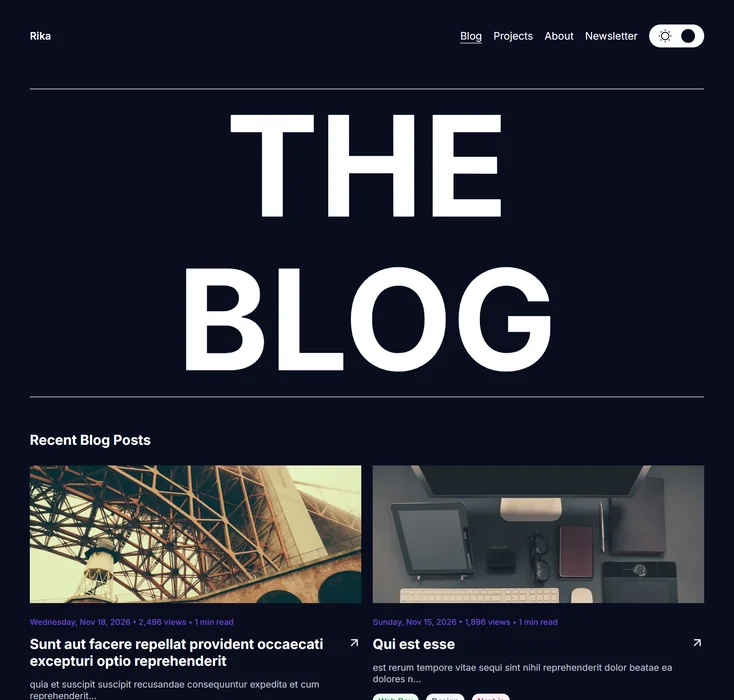 Rika
Blog Projects About Newsletter
THE
BLOG
Recent Blog Posts
Wednesday, Nov 18, 2026 • 2,496 views • 1 min read
Sunt aut facere repellat provident occaecati
excepturi optio reprehenderit
quia et suscipit suscipit recusandae consequuntur expedita et cum
reprehenderit...
Sunday, Nov 15, 2026 • 1,896 views • 1 min read
Qui est esse
est rerum tempore vitae sequi sint nihil reprehenderit dolor beatae ea
dolores n...